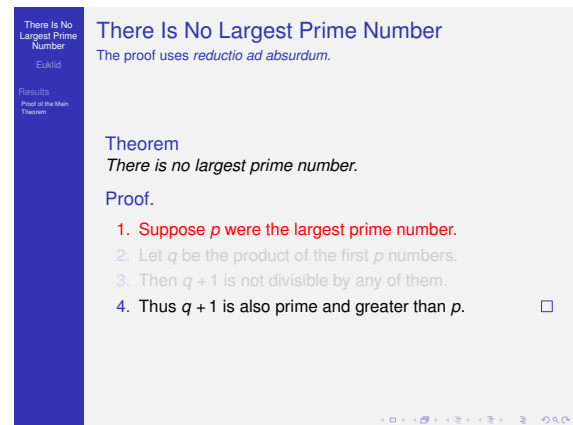 There Is No
Largest Prime
Number
Euklid
Results
Proof of the Main
Theorem
There Is No Largest Prime Number
The proof uses reductio ad absurdum.
Theorem
There is no largest prime number.
Proof.
1. Suppose p were the largest prime number.
2. Let q be the product of the first p numbers.
3. Then q + 1 is not divisible by any of them.
4. Thus q + 1 is also prime and greater than p.